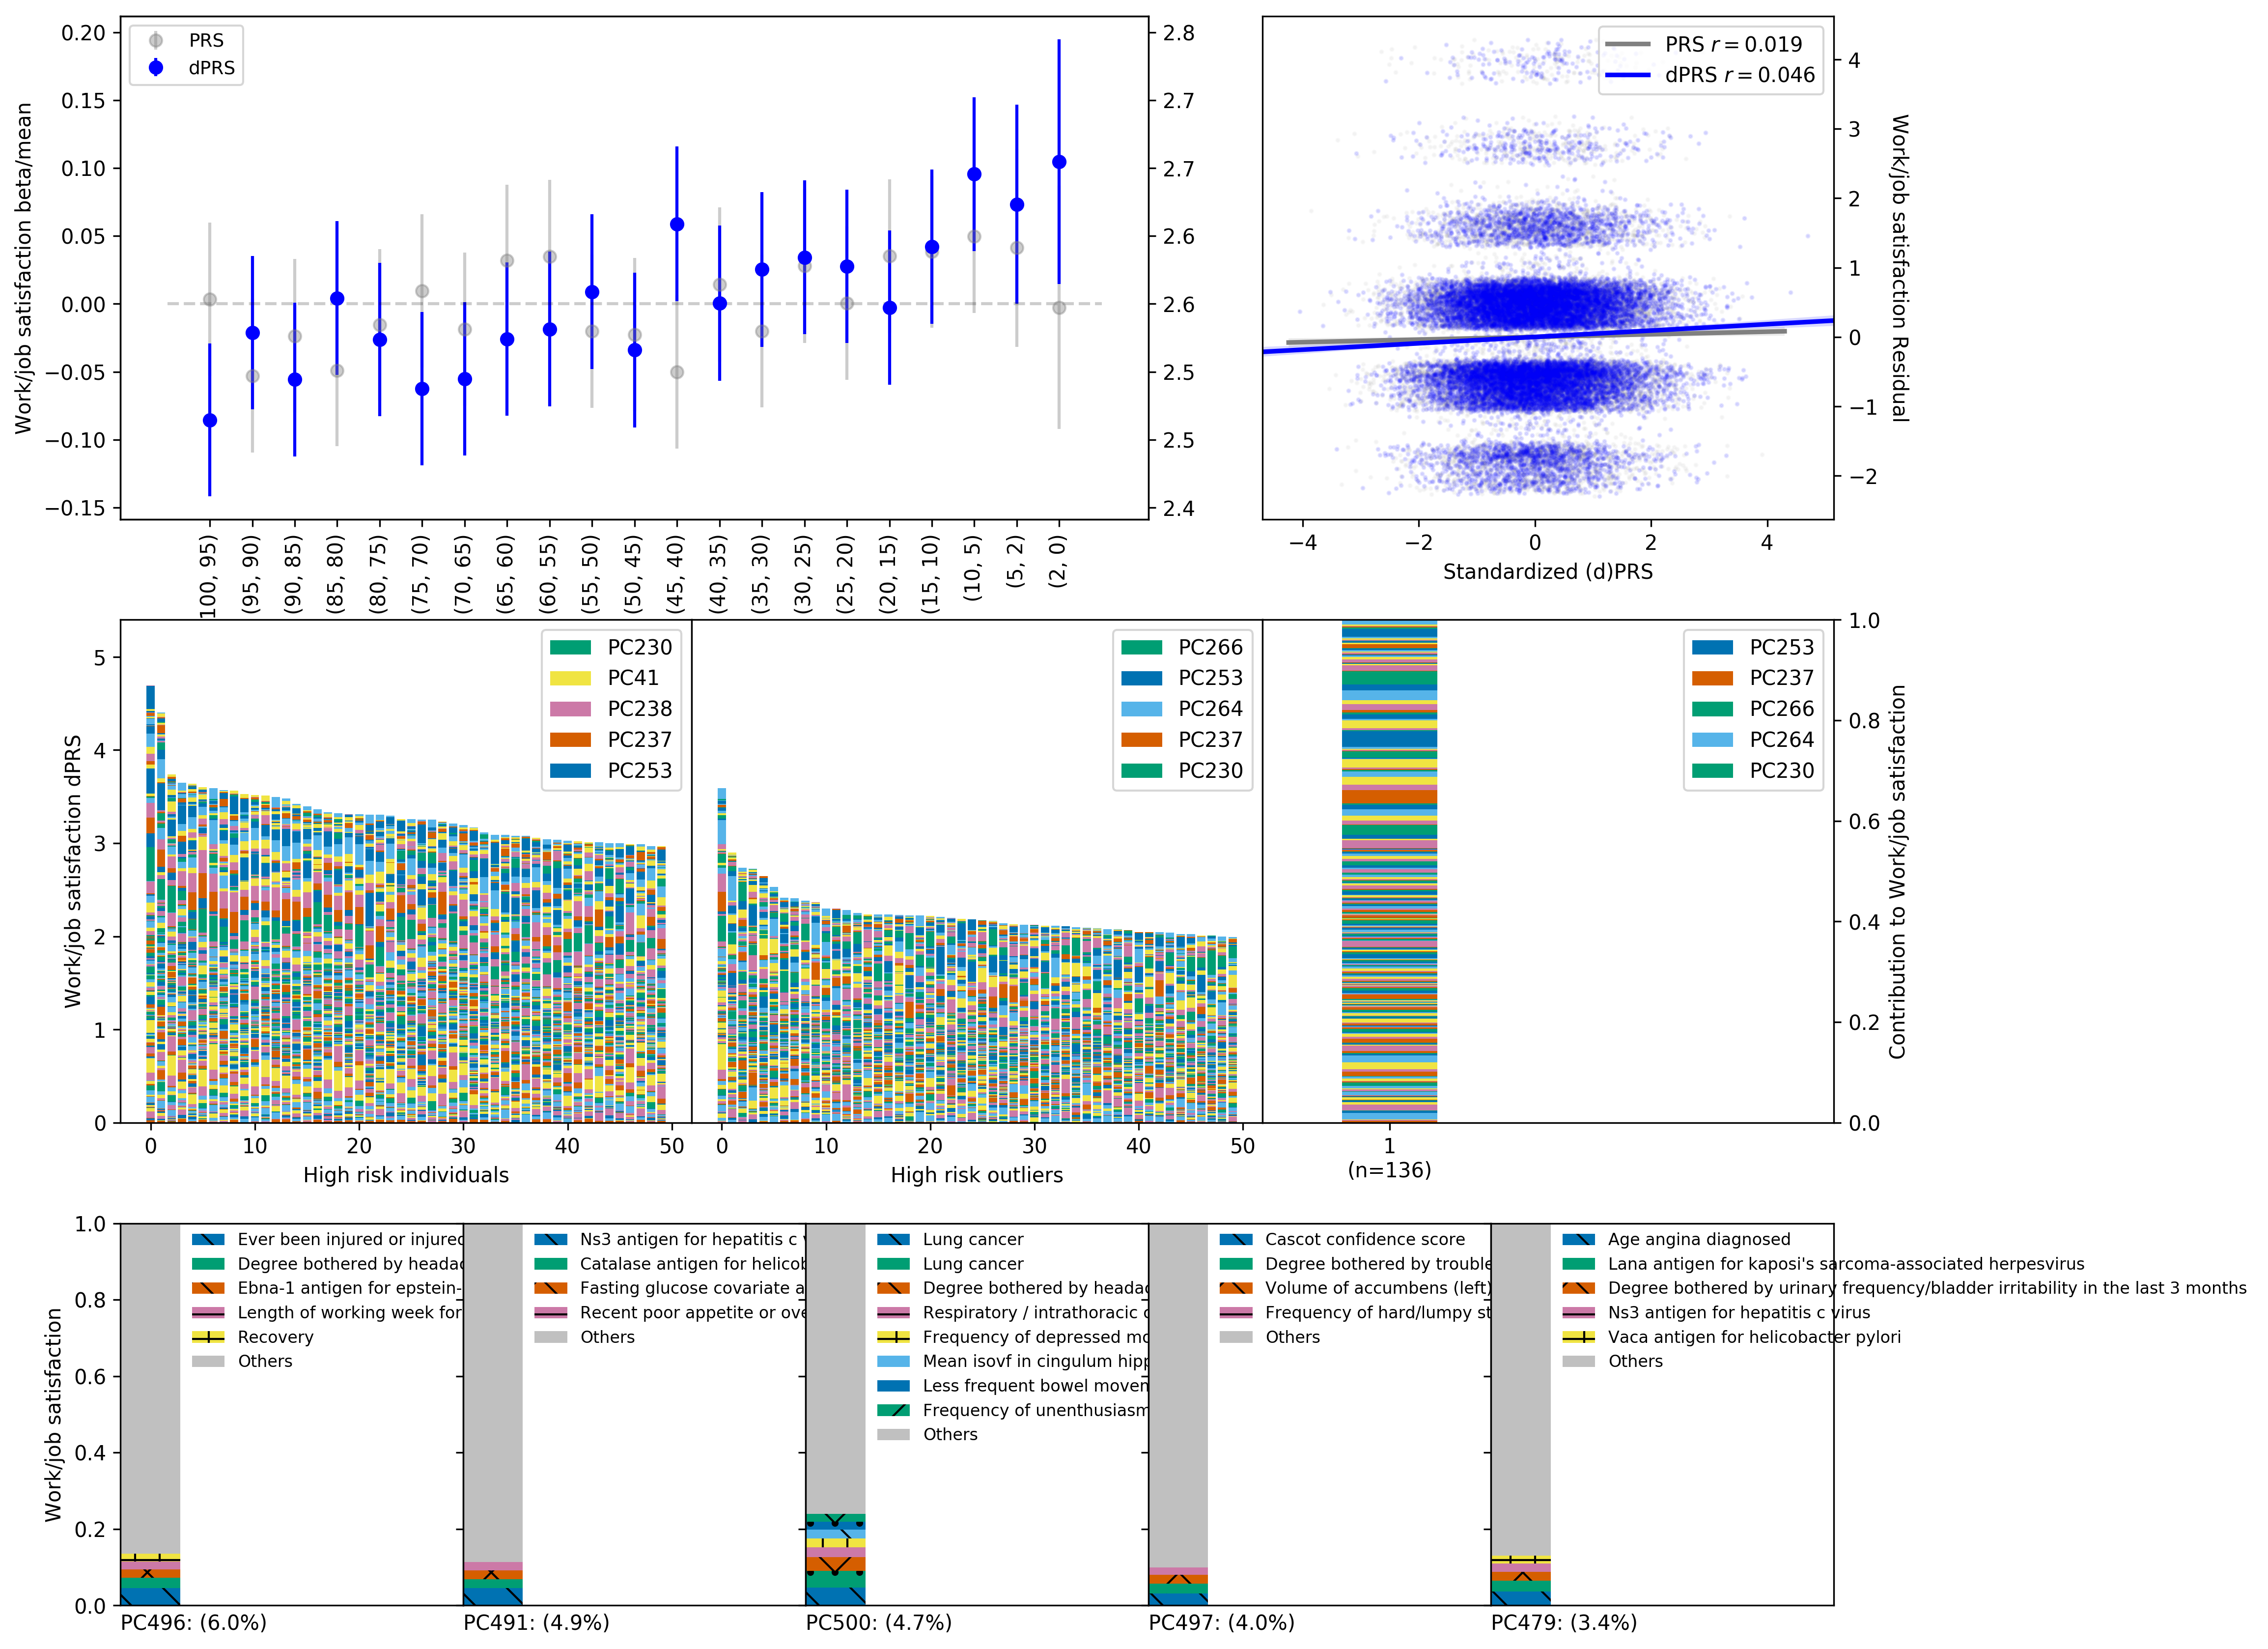 0.20
0.15
0.10
0.05
0.00
−0.05
−0.10
−0.15
Work/job satisfaction beta/mean
PRS
dPRS
2.8
2.7
2.7
2.6
2.6
2.5
2.5
2.4
100, 95)
(95, 90)
(90, 85)
(85, 80)
(80, 75)
(75, 70)
(70, 65)
(65, 60)
(60, 55)
(55, 50)
(50, 45)
(45, 40)
(40, 35)
(35, 30)
(30, 25)
(25, 20)
(20, 15)
(15, 10)
(10, 5)
(5, 2)
(2, 0)
PRS r = 0.019
dPRS r = 0.046
4
3
2
1
0
−1
−2
Work/job satisfaction Residual
−4
−2
0
2
4
Standardized (d)PRS
5
4
3
2
1
0
Work/job satisfaction dPRS
PC230
PC41
PC238
PC237
PC253
0
10
20
30
40
50
High risk individuals
PC266
PC253
PC264
PC237
PC230
0
10
20
30
40
50
High risk outliers
PC253
PC237
PC266
PC264
PC230
1
(n=136)
1.0
0.8
0.6
0.4
0.2
0.0
Contribution to Work/job satisfaction
1.0
0.8
0.6
0.4
0.2
0.0
Work/job satisfaction
Ever been injured or injured
Degree bothered by headac
Ebna-1 antigen for epstein-
Length of working week for
Recovery
Others
PC496: (6.0%)
Ns3 antigen for hepatitis c v
Catalase antigen for helicob
Fasting glucose covariate a
Recent poor appetite or ove
Others
PC491: (4.9%)
Lung cancer
Lung cancer
Degree bothered by headac
Respiratory / intrathoracic o
Frequency of depressed mo
Mean isovf in cingulum hipp
Less frequent bowel movem
Frequency of unenthusiasm
Others
PC500: (4.7%)
Cascot confidence score
Degree bothered by trouble
Volume of accumbens (left)
Frequency of hard/lumpy st
Others
PC497: (4.0%)
Age angina diagnosed
Lana antigen for kaposi's sarcoma-associated herpesvirus
Degree bothered by urinary frequency/bladder irritability in the last 3 months
Ns3 antigen for hepatitis c virus
Vaca antigen for helicobacter pylori
Others
PC479: (3.4%)